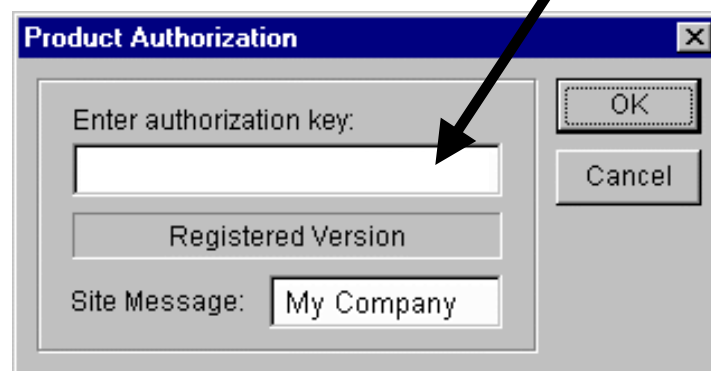 Product Authorization
Enter authorization key:
OK
Cancel
Registered Version
Site Message: My Company